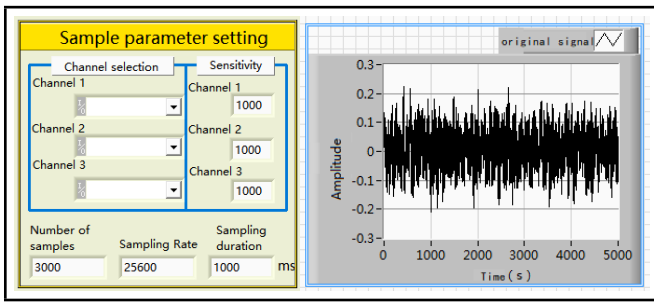 Sample parameter setting
Channel selection
Sensitivity
Channel 1
Channel 1
1000
Channel 2
Channel 2
1000
Channel 3
Channel 3
1000
Number of
samples
Sampling Rate
Sampling
duration
3000
25600
1000
ms
original signal
0.3
0.2
0.1
0
-0.1
-0.2
-0.3
Amplitude
0
1000
2000
3000
4000
5000
Time(s)